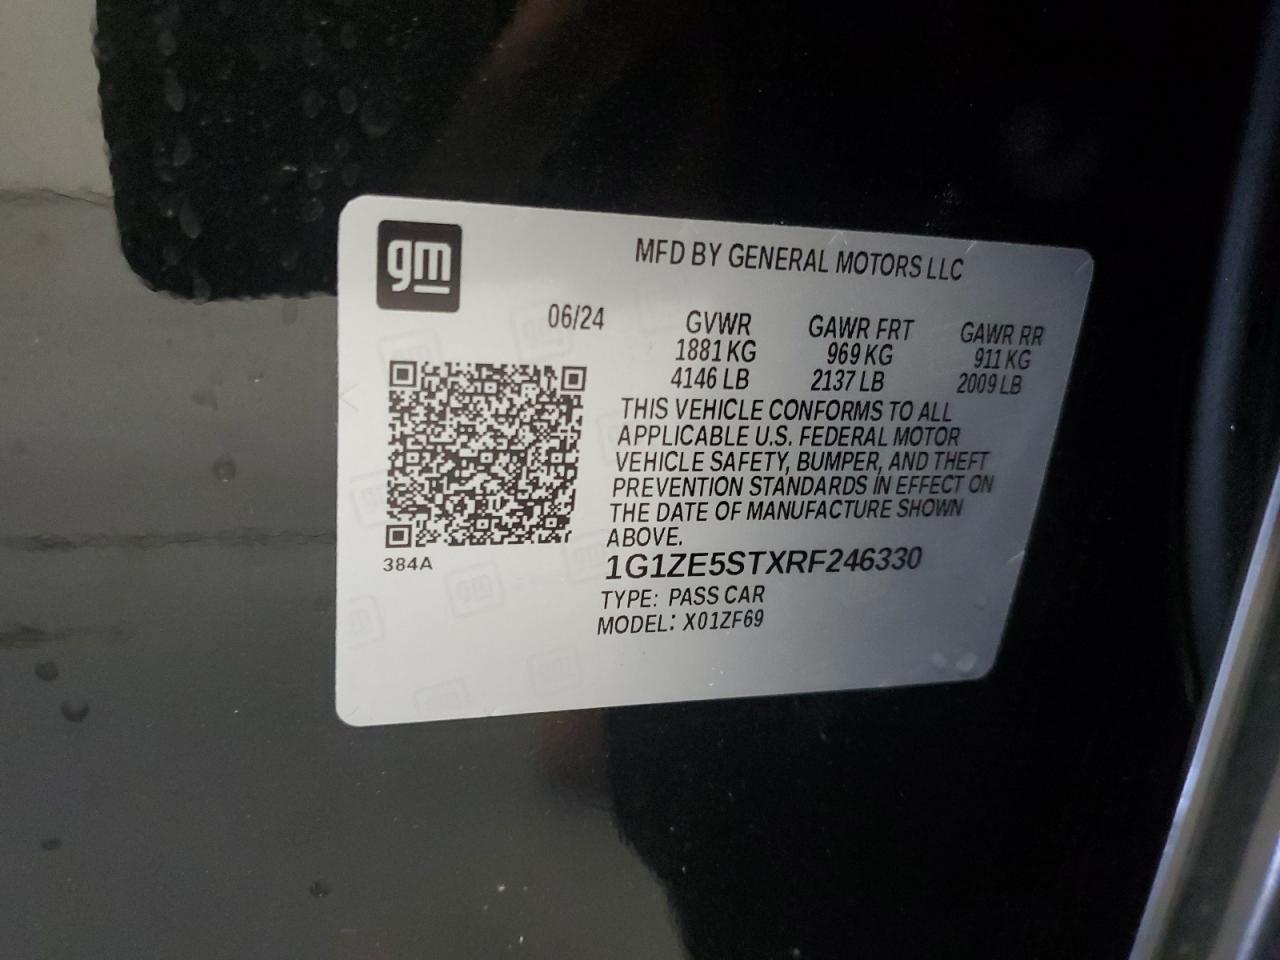 gm
MFD BY GENERAL MOTORS LLC
06/24
GVWR GAWR FRT GAWR RR
1881 KG 969 KG 911 KG
4146 LB 2137 LB 2009 LB
THIS VEHICLE CONFORMS TO ALL
APPLICABLE U.S. FEDERAL MOTOR
VEHICLE SAFETY, BUMPER, AND THEFT
PREVENTION STANDARDS IN EFFECT ON
THE DATE OF MANUFACTURE SHOWN
ABOVE.
384A
1G1ZE5STXRF246330
TYPE: PASS CAR
MODEL: X01ZF69